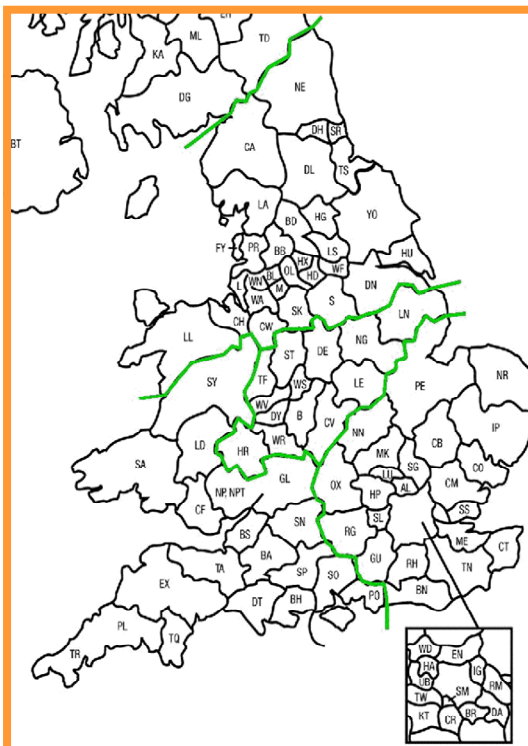 EH
ML
TD
KA
NE
DG
BT
DH SR
CA
DL TS
LA
YO
HG
BD
FY PR
BB LS
HU
HX
WF
BL OL HD
L WN
M
DN
WA
S
SK
LN
CH CW
LL
NG
ST DE
SY
TF LE
PE
NR
WS
WV
DY B
CV
IP
LD
HR WR
NN
CB
MK
SA
SG
CO
LU
GL
NP, NPT
OX
HP AL
CM
CF
SS
SN
SL
BS
RG
ME CT
BA
GU
RH TN
TA
SP
EX
SO
BN
PO
DT BH
PL
TQ
TR
WD EN
HA IG
UB
RM
SM
TW
KT CR BR DA